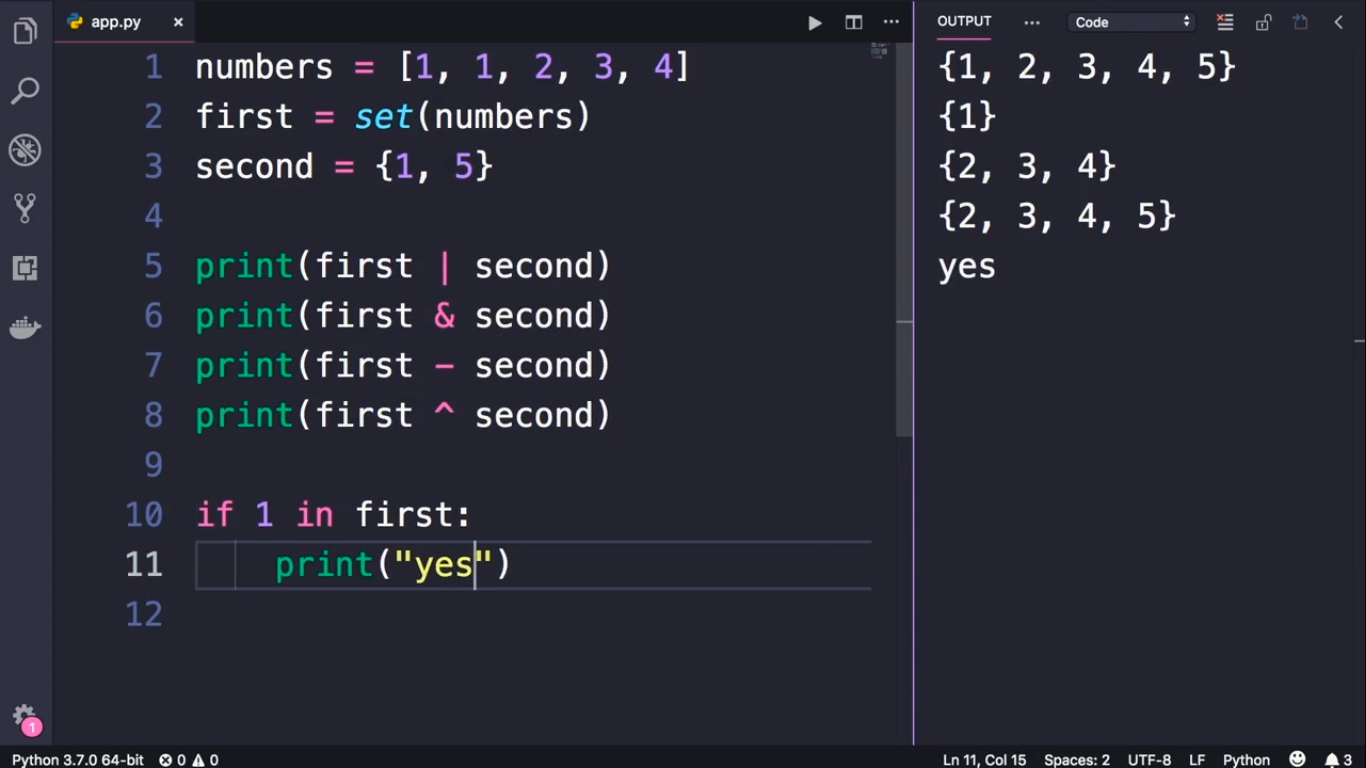 app.py ×
1 numbers = [1, 1, 2, 3, 4]
2 first = set(numbers)
3 second = {1, 5}
4
5 print(first | second)
6 print(first & second)
7 print(first - second)
8 print(first ^ second)
9
10 if 1 in first:
11 print("yes")
12
OUTPUT ··· Code
{1, 2, 3, 4, 5}
{1}
{2, 3, 4}
{2, 3, 4, 5}
yes
1
Python 3.7.0 64-bit 0 0 Ln 11, Col 15 Spaces: 2 UTF-8 LF Python 3